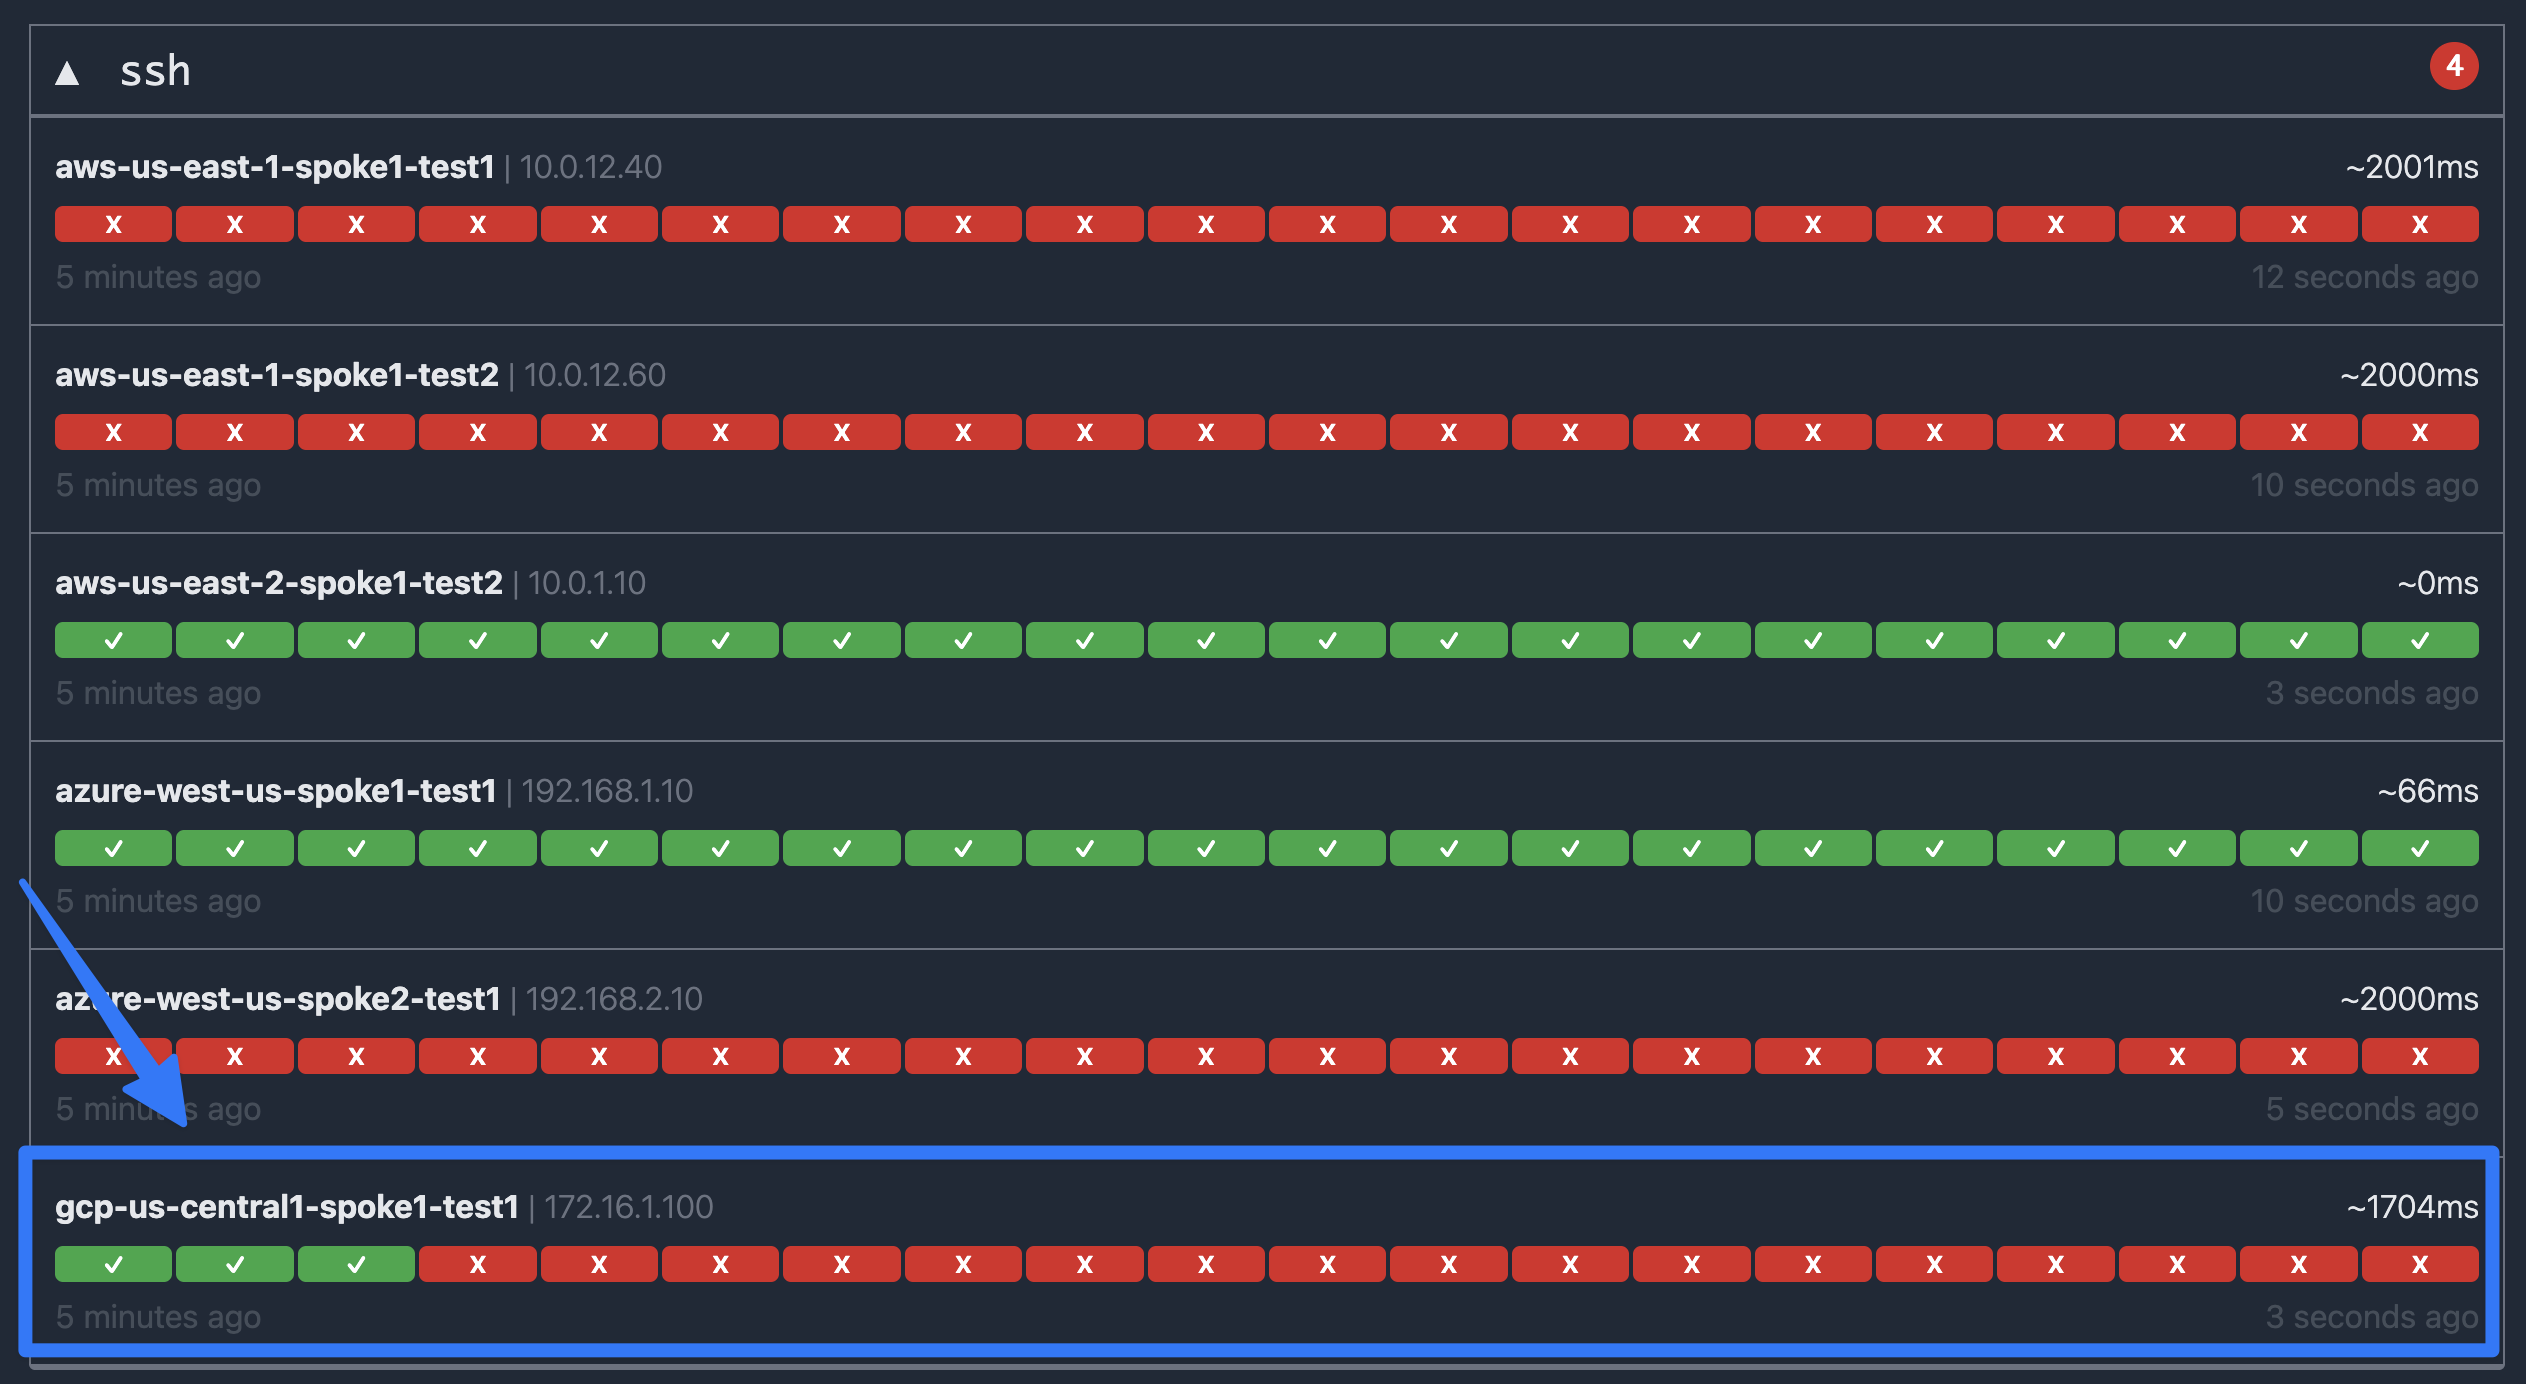 ▲ ssh 4
aws-us-east-1-spoke1-test1 | 10.0.12.40 ~2001ms
X X X X X X X X X X X X X X X X X X X X
5 minutes ago 12 seconds ago
aws-us-east-1-spoke1-test2 | 10.0.12.60 ~2000ms
X X X X X X X X X X X X X X X X X X X X
5 minutes ago 10 seconds ago
aws-us-east-2-spoke1-test2 | 10.0.1.10 ~0ms
✓ ✓ ✓ ✓ ✓ ✓ ✓ ✓ ✓ ✓ ✓ ✓ ✓ ✓ ✓ ✓ ✓ ✓ ✓ ✓
5 minutes ago 3 seconds ago
azure-west-us-spoke1-test1 | 192.168.1.10 ~66ms
✓ ✓ ✓ ✓ ✓ ✓ ✓ ✓ ✓ ✓ ✓ ✓ ✓ ✓ ✓ ✓ ✓ ✓ ✓ ✓
5 minutes ago 10 seconds ago
azure-west-us-spoke2-test1 | 192.168.2.10 ~2000ms
X X X X X X X X X X X X X X X X X X X X
5 minutes ago 5 seconds ago
gcp-us-central1-spoke1-test1 | 172.16.1.100 ~1704ms
✓ ✓ ✓ X X X X X X X X X X X X X X X X X
5 minutes ago 3 seconds ago